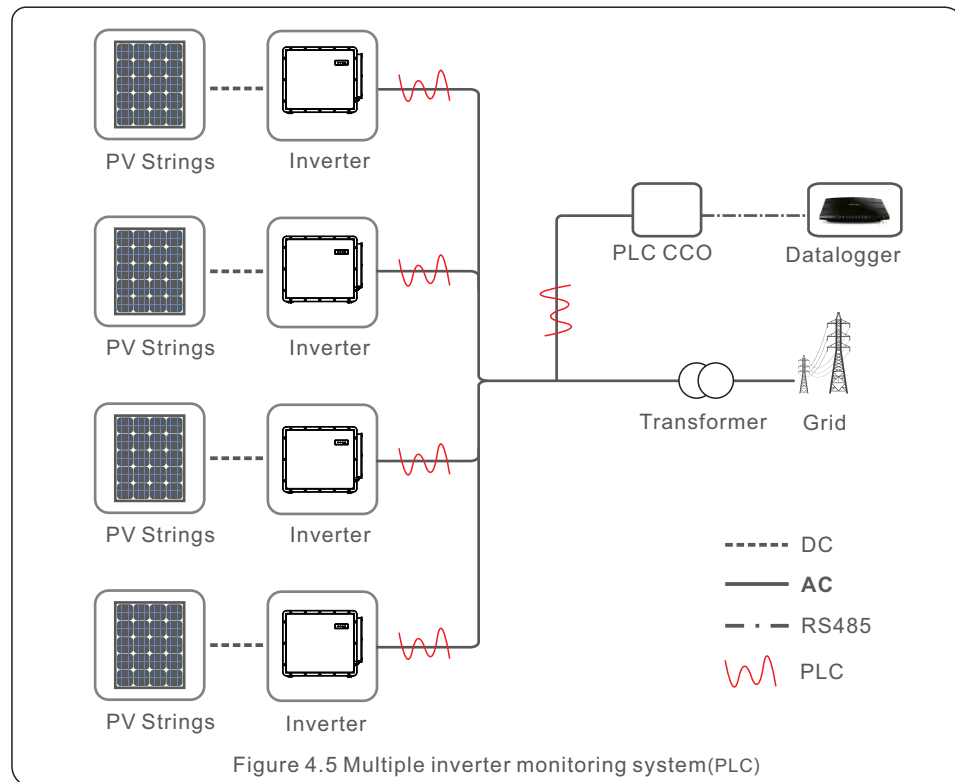 PV Strings
Inverter
PV Strings
Inverter
PLC CCO
Datalogger
Transformer
Grid
PV Strings
Inverter
DC
AC
RS485
PLC
PV Strings
Inverter
Figure 4.5 Multiple inverter monitoring system(PLC)